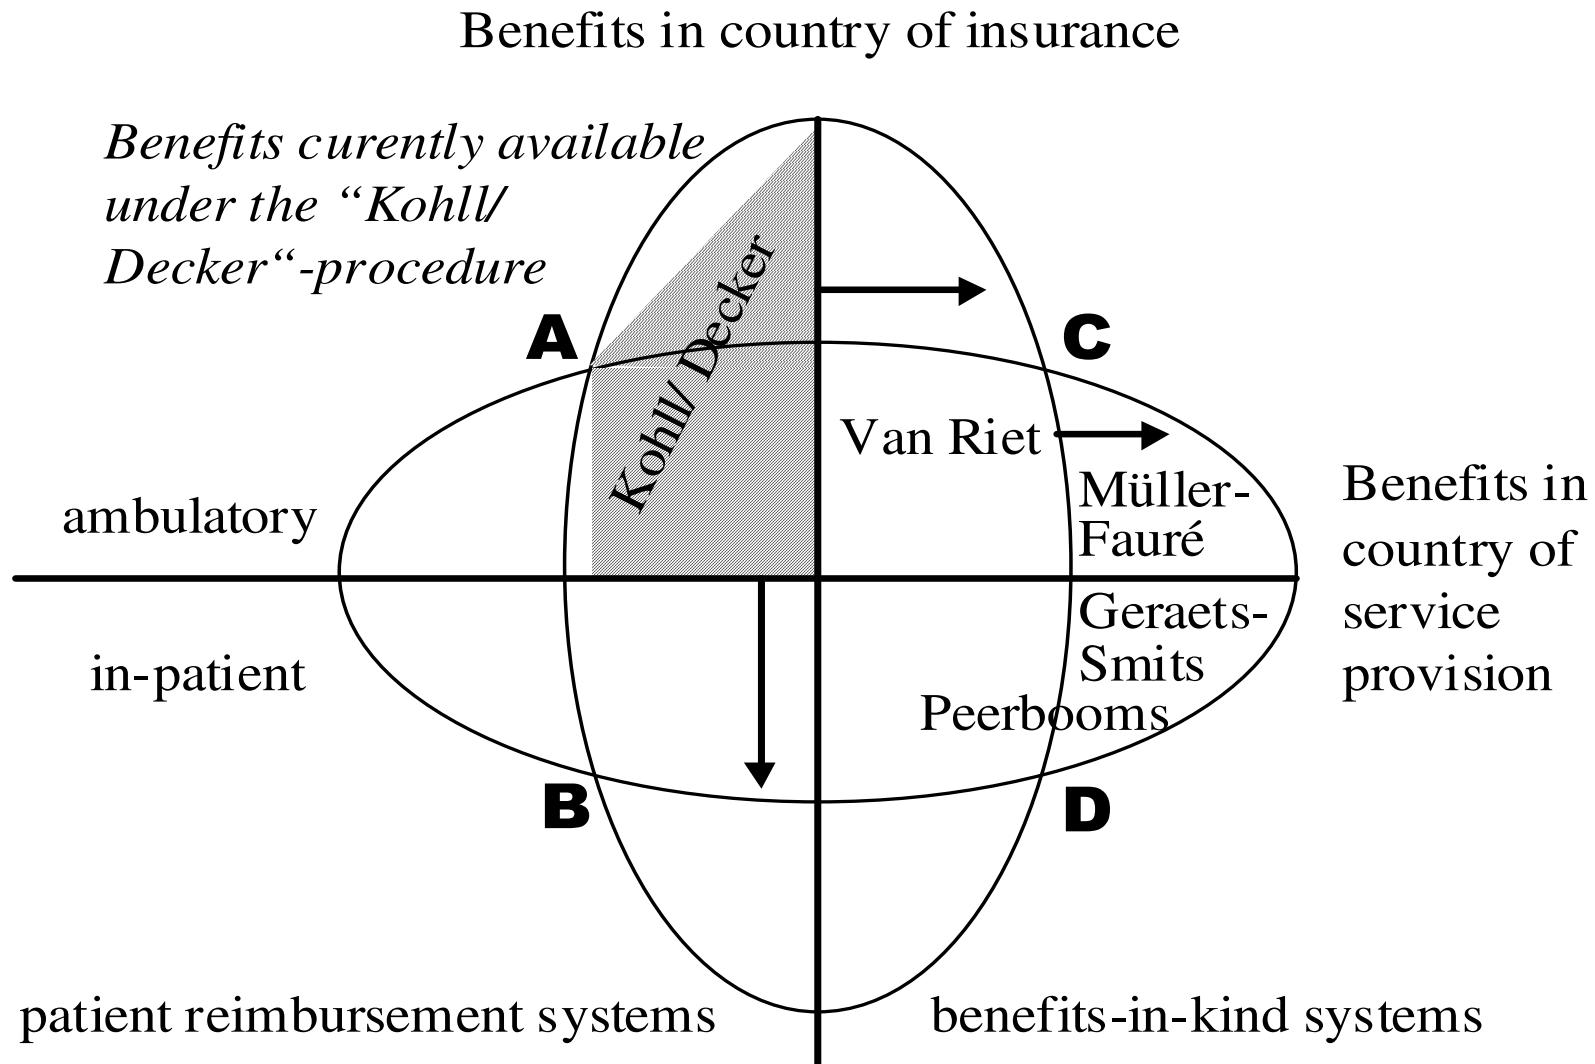 Benefits in country of insurance
Benefits curently available
under the “Kohll/
Decker“-procedure
Kohll/ Decker
A
C
Van Riet
Müller-
Fauré
ambulatory
Benefits in
country of
service
provision
Geraets-
Smits
in-patient
Peerbooms
B
D
patient reimbursement systems
benefits-in-kind systems